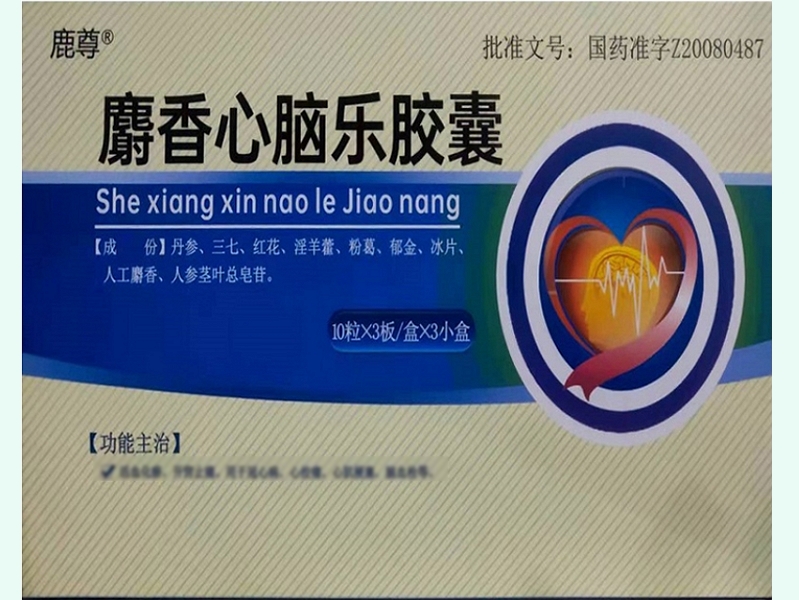 鹿尊®
批准文号：国药准字Z20080487
麝香心脑乐胶囊
She xiang xin nao le Jiao nang
【成 份】丹参、三七、红花、淫羊藿、粉葛、郁金、冰片、
人工麝香、人参茎叶总皂苷。
10粒×3板/盒×3小盒
【功能主治】